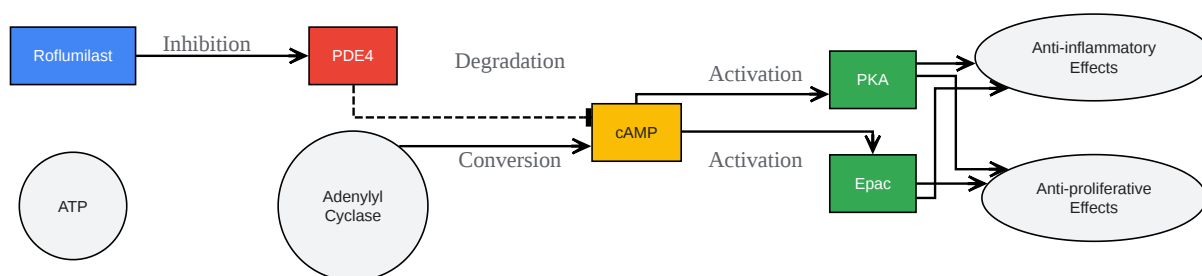 Roflumilast
Inhibition
PDE4
Degradation
Activation
PKA
Anti-inflammatory
Effects
cAMP
Conversion
Activation
Epac
ATP
Adenylyl
Cyclase
Anti-proliferative
Effects